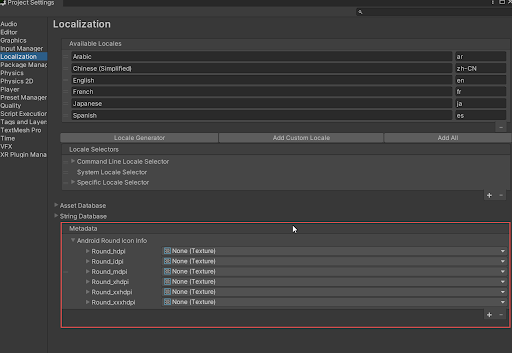 Project Settings
Localization
Audio
Editor
Graphics
Input Manager
Localization
Package Manag
Physics
Physics 2D
Player
Preset Manager
Quality
Script Execution
Tags and Layer
TextMesh Pro
Time
VFX
XR Plugin Mana
Available Locales
Arabic ar
Chinese (Simplified) zh-CN
English en
French fr
Japanese ja
Spanish es
Locale Generator Add Custom Locale Add All
Locale Selectors
Command Line Locale Selector
System Locale Selector
Specific Locale Selector
Asset Database
String Database
Metadata
Android Round Icon Info
Round_hdpi None (Texture)
Round_idpi None (Texture)
Round_mdpi None (Texture)
Round_xhdpi None (Texture)
Round_xxhdpi None (Texture)
Round_xxxhdpi None (Texture)